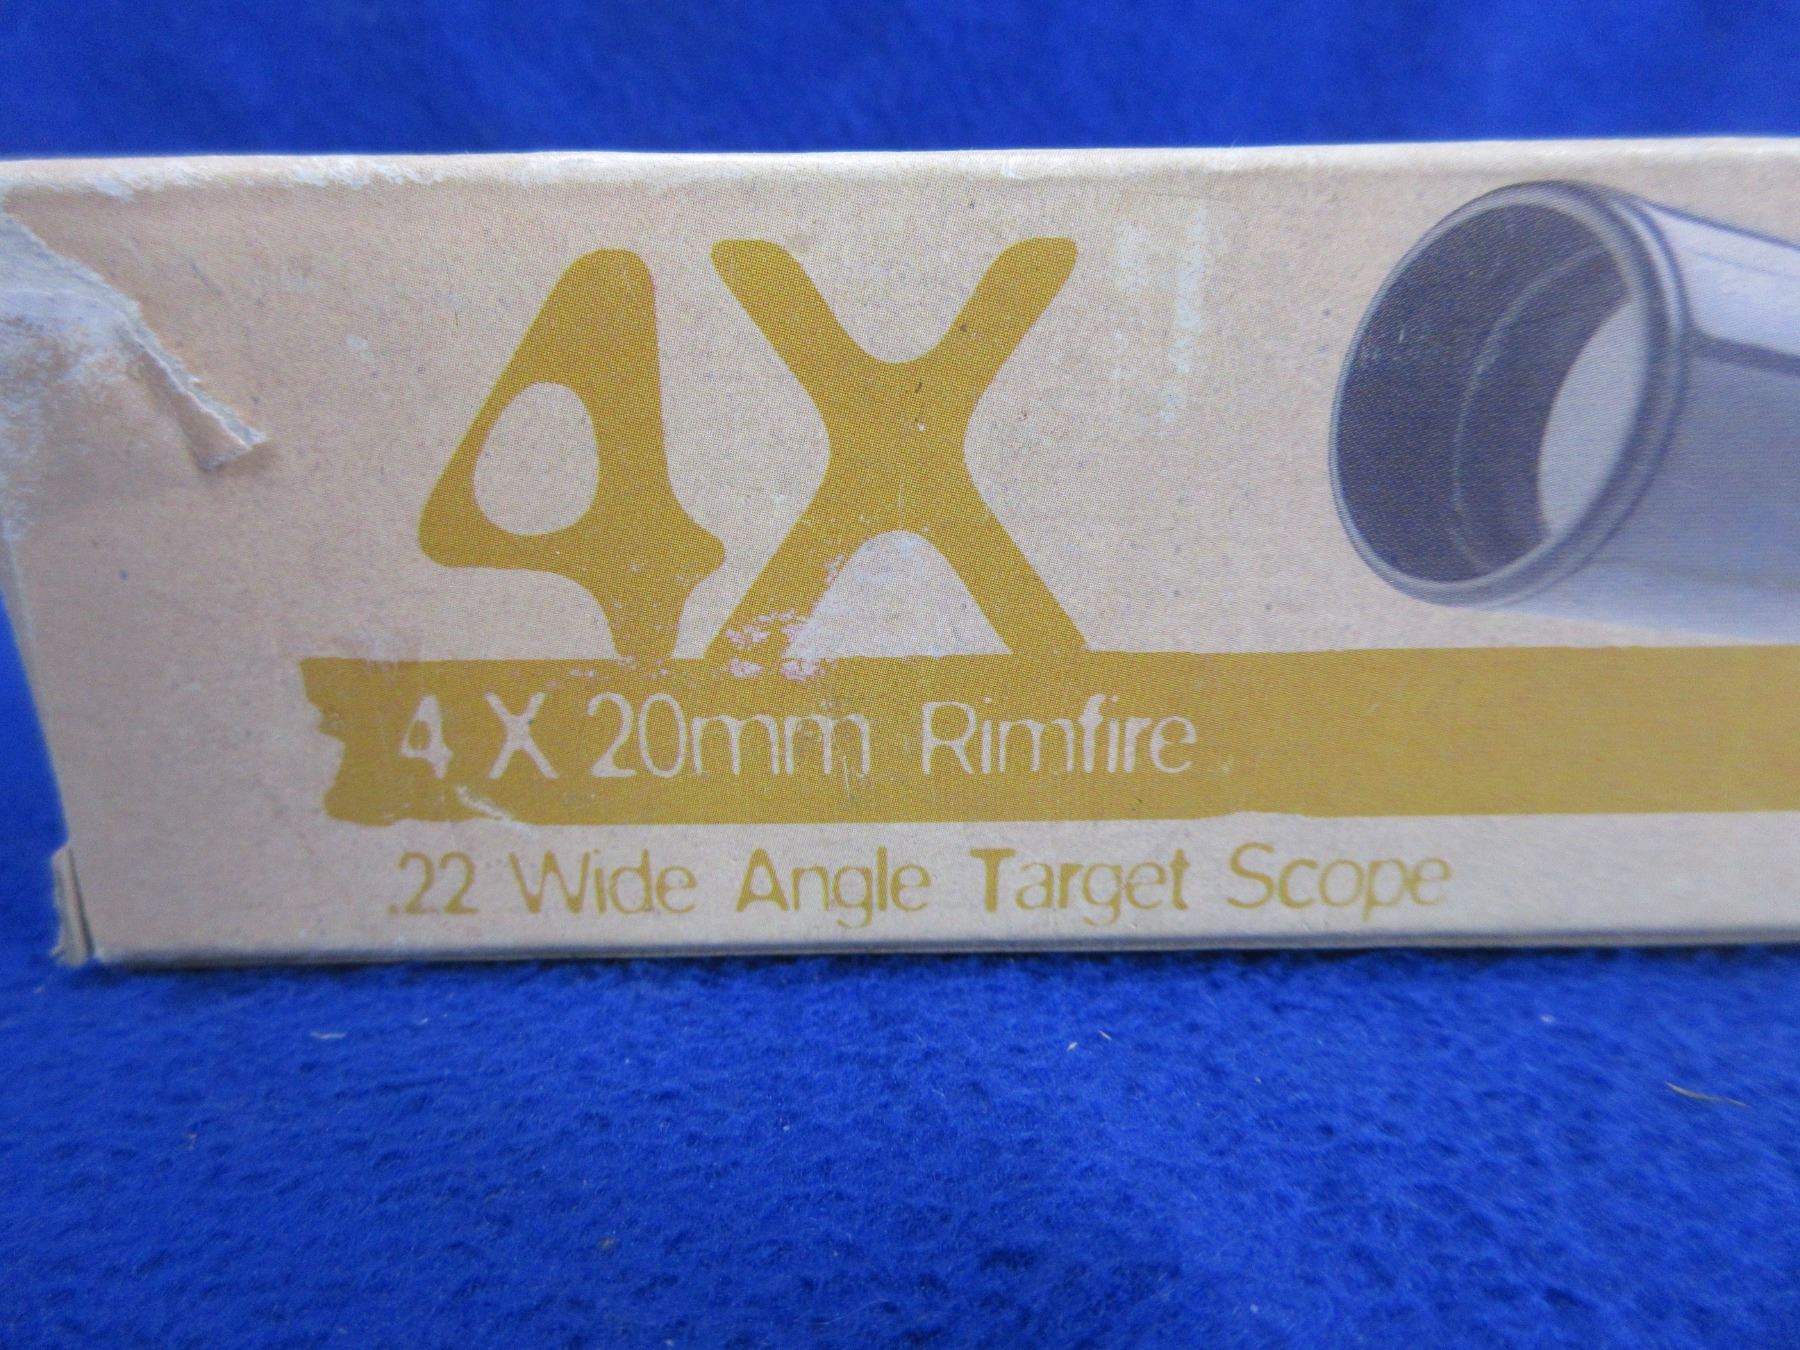 4X
4 X 20mm Rimfire
.22 Wide Angle Target Scope